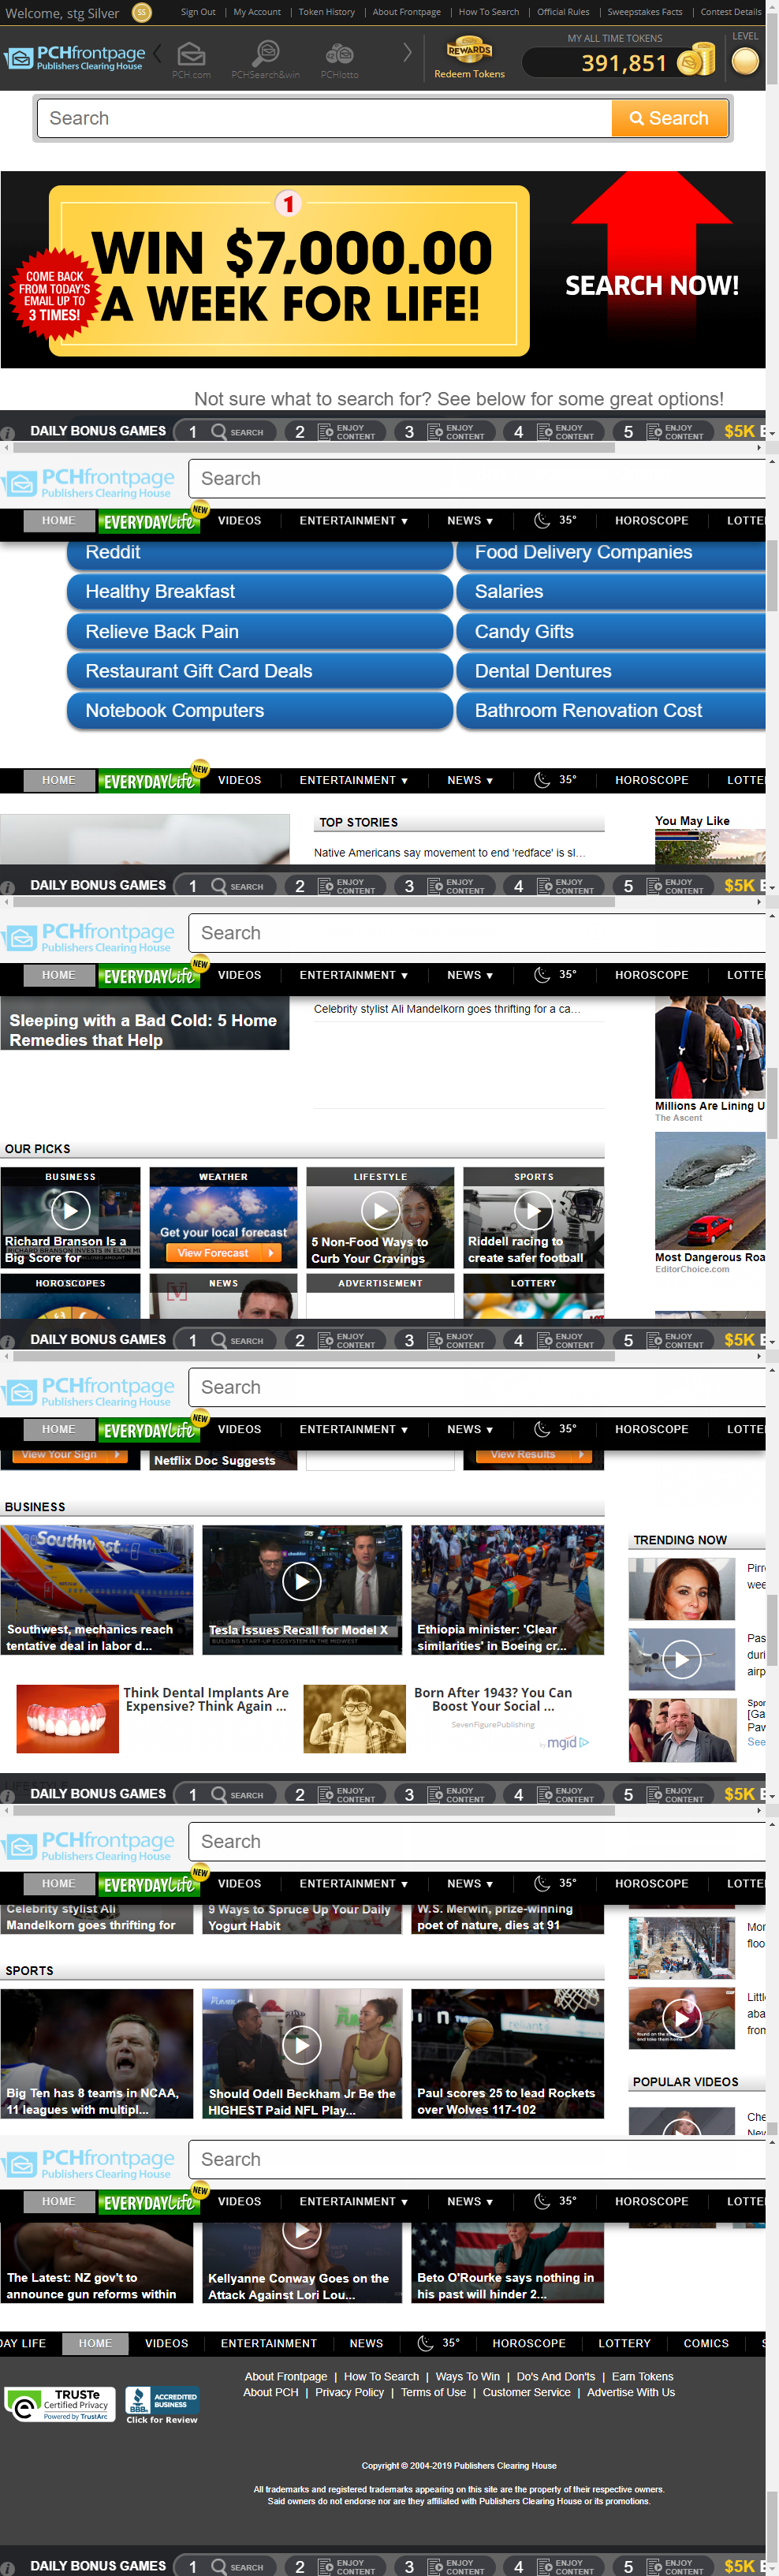 Welcome, stg Silver SS Sign Out | My Account | Token History | About Frontpage | How To Search | Official Rules | Sweepstakes Facts | Contest Details
PCHfrontpage
Publishers Clearing House
PCH.com PCHSearch&win PCHlotto
REWARDS
Redeem Tokens
MY ALL TIME TOKENS
391,851
LEVEL
Search Search
1
WIN $7,000.00
A WEEK FOR LIFE!
COME BACK
FROM TODAY'S
EMAIL UP TO
3 TIMES!
SEARCH NOW!
Not sure what to search for? See below for some great options!
DAILY BONUS GAMES 1 SEARCH 2 ENJOY CONTENT 3 ENJOY CONTENT 4 ENJOY CONTENT 5 ENJOY CONTENT $5K E
PCHfrontpage
Publishers Clearing House
Search
HOME EVERYDAY Life NEW VIDEOS ENTERTAINMENT ▼ NEWS ▼ 35° HOROSCOPE LOTTE
Reddit Food Delivery Companies
Healthy Breakfast Salaries
Relieve Back Pain Candy Gifts
Restaurant Gift Card Deals Dental Dentures
Notebook Computers Bathroom Renovation Cost
HOME EVERYDAY Life NEW VIDEOS ENTERTAINMENT ▼ NEWS ▼ 35° HOROSCOPE LOTTE
TOP STORIES
Native Americans say movement to end 'redface' is sl...
You May Like
DAILY BONUS GAMES 1 SEARCH 2 ENJOY CONTENT 3 ENJOY CONTENT 4 ENJOY CONTENT 5 ENJOY CONTENT $5K E
PCHfrontpage
Publishers Clearing House
Search
HOME EVERYDAY Life NEW VIDEOS ENTERTAINMENT ▼ NEWS ▼ 35° HOROSCOPE LOTTE
Sleeping with a Bad Cold: 5 Home
Remedies that Help
Celebrity stylist Ali Mandelkorn goes thrifting for a ca...
Millions Are Lining U
The Ascent
OUR PICKS
BUSINESS
Richard Branson Is a
Big Score for
WEATHER
Get your local forecast
View Forecast
LIFESTYLE
5 Non-Food Ways to
Curb Your Cravings
SPORTS
Riddell racing to
create safer football
Most Dangerous Roa
EditorChoice.com
HOROSCOPES NEWS ADVERTISEMENT LOTTERY
DAILY BONUS GAMES 1 SEARCH 2 ENJOY CONTENT 3 ENJOY CONTENT 4 ENJOY CONTENT 5 ENJOY CONTENT $5K E
PCHfrontpage
Publishers Clearing House
Search
HOME EVERYDAY Life NEW VIDEOS ENTERTAINMENT ▼ NEWS ▼ 35° HOROSCOPE LOTTE
View Your Sign
Netflix Doc Suggests
View Results
BUSINESS
Southwest
Southwest, mechanics reach
tentative deal in labor d...
Tesla Issues Recall for Model X
BUILDING START-UP ECOSYSTEM IN THE MIDWEST
Ethiopia minister: 'Clear
similarities' in Boeing cr...
TRENDING NOW
Pirr
wee
Pas
duri
airp
Spor
[Ga
Paw
See
Think Dental Implants Are
Expensive? Think Again ...
Born After 1943? You Can
Boost Your Social ...
SevenFigurePublishing
by mgid
LIFESTYLE
DAILY BONUS GAMES 1 SEARCH 2 ENJOY CONTENT 3 ENJOY CONTENT 4 ENJOY CONTENT 5 ENJOY CONTENT $5K E
PCHfrontpage
Publishers Clearing House
Search
HOME EVERYDAY Life NEW VIDEOS ENTERTAINMENT ▼ NEWS ▼ 35° HOROSCOPE LOTTE
Celebrity stylist Ali
Mandelkorn goes thrifting for
9 Ways to Spruce Up Your Daily
Yogurt Habit
W.S. Merwin, prize-winning
poet of nature, dies at 91
Mor
floo
Littl
aba
from
SPORTS
Big Ten has 8 teams in NCAA,
11 leagues with multipl...
Should Odell Beckham Jr Be the
HIGHEST Paid NFL Play...
Paul scores 25 to lead Rockets
over Wolves 117-102
POPULAR VIDEOS
Che
Nev
PCHfrontpage
Publishers Clearing House
Search
HOME EVERYDAY Life NEW VIDEOS ENTERTAINMENT ▼ NEWS ▼ 35° HOROSCOPE LOTTE
The Latest: NZ gov't to
announce gun reforms within
Kellyanne Conway Goes on the
Attack Against Lori Lou...
Beto O'Rourke says nothing in
his past will hinder 2...
DAY LIFE HOME VIDEOS ENTERTAINMENT NEWS 35° HOROSCOPE LOTTERY COMICS S
About Frontpage | How To Search | Ways To Win | Do's And Don'ts | Earn Tokens
About PCH | Privacy Policy | Terms of Use | Customer Service | Advertise With Us
TRUSTe
Certified Privacy
Powered by TrustArc
BBB ACCREDITED BUSINESS
Click for Review
Copyright © 2004-2019 Publishers Clearing House
All trademarks and registered trademarks appearing on this site are the property of their respective owners.
Said owners do not endorse nor are they affiliated with Publishers Clearing House or its promotions.
DAILY BONUS GAMES 1 SEARCH 2 ENJOY CONTENT 3 ENJOY CONTENT 4 ENJOY CONTENT 5 ENJOY CONTENT $5K E